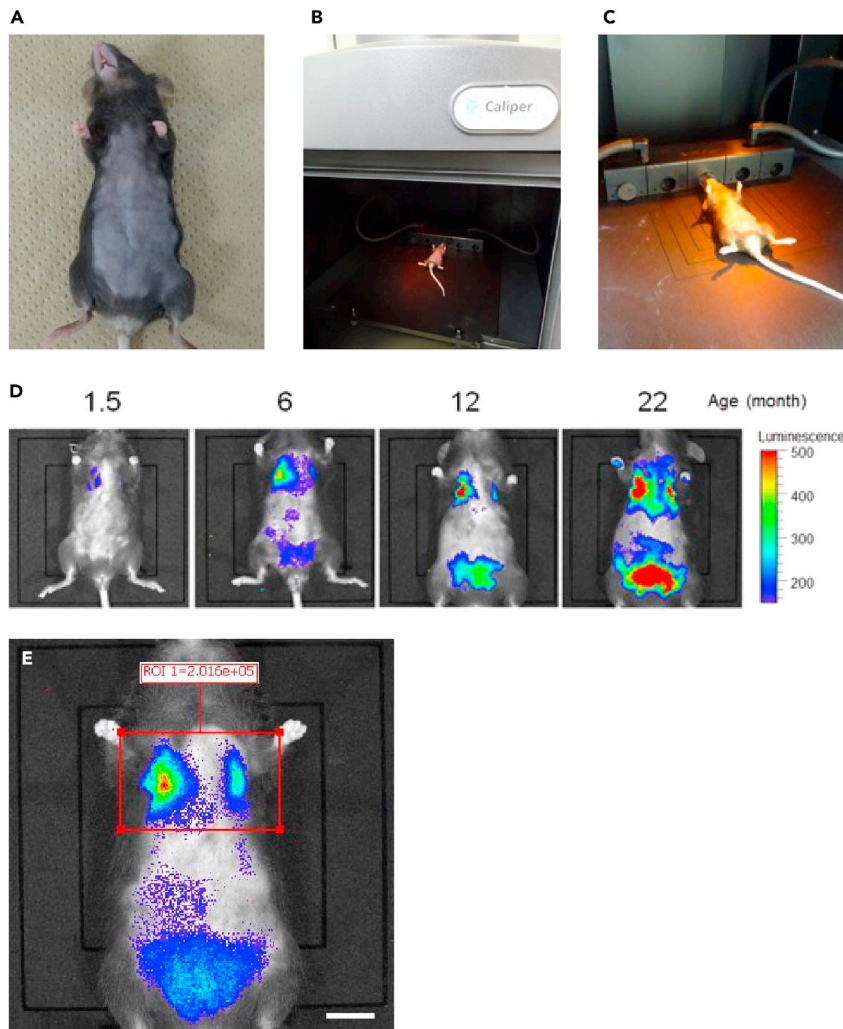 A
B
C
Caliper
D
1.5 6 12 22 Age (month)
Luminescence
500
400
300
200
E
ROI 1=2.016e+05